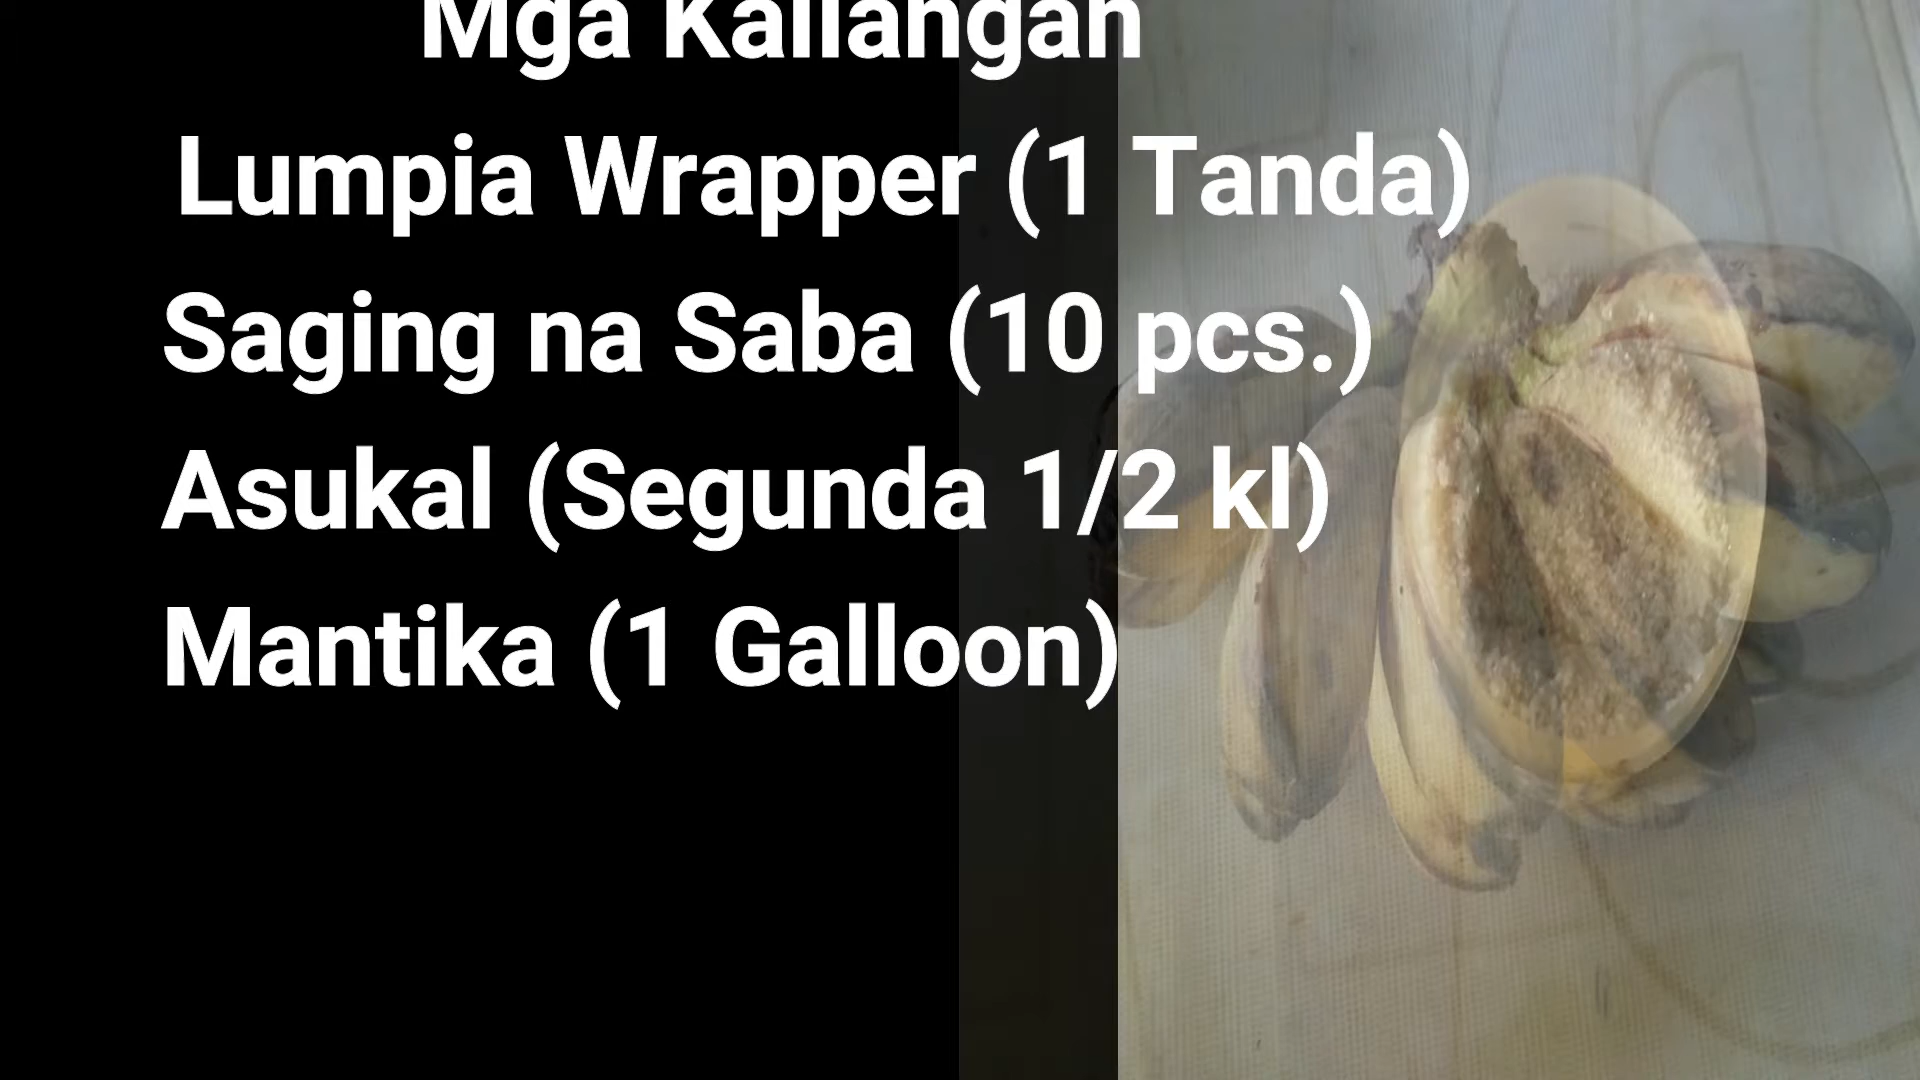 Mga Kailangan
Lumpia Wrapper (1 Tanda)
Saging na Saba (10 pcs.)
Asukal (Segunda 1/2 kl)
Mantika (1 Galloon)